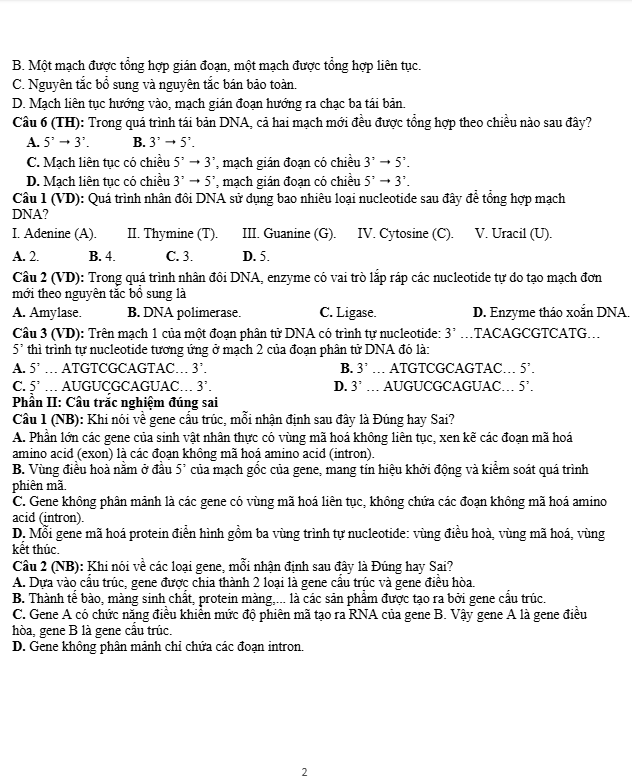 B. Một mạch được tổng hợp gián đoạn, một mạch được tổng hợp liên tục.
C. Nguyên tắc bổ sung và nguyên tắc bán bảo toàn.
D. Mạch liên tục hướng vào, mạch gián đoạn hướng ra chạc ba tái bản.
Câu 6 (TH): Trong quá trình tái bản DNA, cả hai mạch mới đều được tổng hợp theo chiều nào sau đây?
A. 5’ → 3’. B. 3’ → 5’.
C. Mạch liên tục có chiều 5’ → 3’, mạch gián đoạn có chiều 3’ → 5’.
D. Mạch liên tục có chiều 3’ → 5’, mạch gián đoạn có chiều 5’ → 3’.
Câu 1 (VD): Quá trình nhân đôi DNA sử dụng bao nhiêu loại nucleotide sau đây để tổng hợp mạch
DNA?
I. Adenine (A). II. Thymine (T). III. Guanine (G). IV. Cytosine (C). V. Uracil (U).
A. 2. B. 4. C. 3. D. 5.
Câu 2 (VD): Trong quá trình nhân đôi DNA, enzyme có vai trò lắp ráp các nucleotide tự do tạo mạch đơn
mới theo nguyên tắc bổ sung là
A. Amylase. B. DNA polimerase. C. Ligase. D. Enzyme tháo xoắn DNA.
Câu 3 (VD): Trên mạch 1 của một đoạn phân tử DNA có trình tự nucleotide: 3’ …TACAGCGTCATG…
5’ thì trình tự nucleotide tương ứng ở mạch 2 của đoạn phân tử DNA đó là:
A. 5’ … ATGTCGCAGTAC… 3’. B. 3’ … ATGTCGCAGTAC… 5’.
C. 5’ … AUGUCGCAGUAC… 3’. D. 3’ … AUGUCGCAGUAC… 5’.
Phần II: Câu trắc nghiệm đúng sai
Câu 1 (NB): Khi nói về gene cấu trúc, mỗi nhận định sau đây là Đúng hay Sai?
A. Phần lớn các gene của sinh vật nhân thực có vùng mã hoá không liên tục, xen kẽ các đoạn mã hoá
amino acid (exon) là các đoạn không mã hoá amino acid (intron).
B. Vùng điều hoà nằm ở đầu 5’ của mạch gốc của gene, mang tín hiệu khởi động và kiểm soát quá trình
phiên mã.
C. Gene không phân mảnh là các gene có vùng mã hoá liên tục, không chứa các đoạn không mã hoá amino
acid (intron).
D. Mỗi gene mã hoá protein điển hình gồm ba vùng trình tự nucleotide: vùng điều hoà, vùng mã hoá, vùng
kết thúc.
Câu 2 (NB): Khi nói về các loại gene, mỗi nhận định sau đây là Đúng hay Sai?
A. Dựa vào cấu trúc, gene được chia thành 2 loại là gene cấu trúc và gene điều hòa.
B. Thành tế bào, màng sinh chất, protein màng,... là các sản phẩm được tạo ra bởi gene cấu trúc.
C. Gene A có chức năng điều khiển mức độ phiên mã tạo ra RNA của gene B. Vậy gene A là gene điều
hòa, gene B là gene cấu trúc.
D. Gene không phân mảnh chỉ chứa các đoạn intron.
2